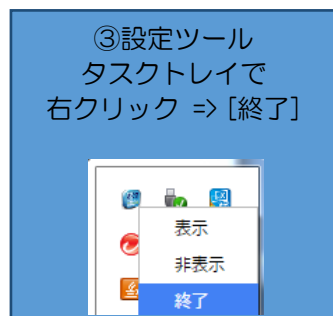 ③設定ツール
タスクトレイで
右クリック => [終了]
表示
非表示
終了